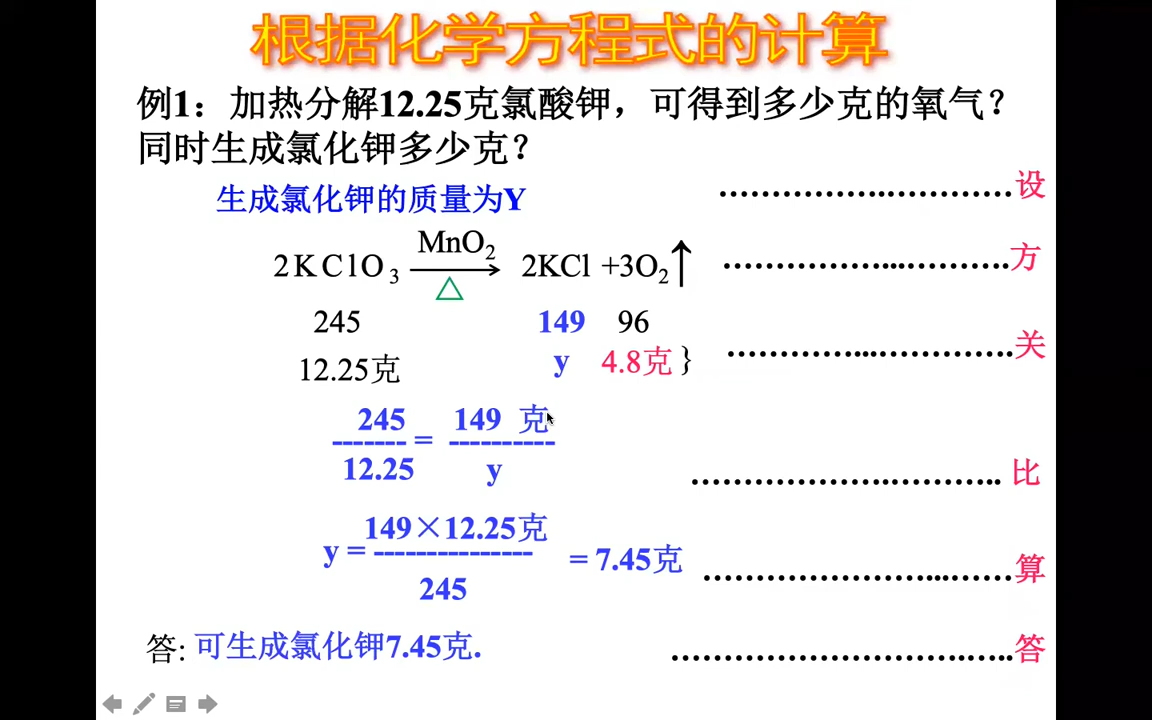 根据化学方程式的计算
例1：加热分解12.25克氯酸钾，可得到多少克的氧气？
同时生成氯化钾多少克？
生成氯化钾的质量为Y ……………….…………设
MnO₂
2KClO₃ ⟶ 2KCl +3O₂↑ ……………....……….方
△
245 149 96
12.25克 y 4.8克 } …………...………….关
245 = 149 克
-------   ----------
12.25 y ……………….……….. 比
149×12.25克
y = --------------- = 7.45克 …………………...……算
245
答: 可生成氯化钾7.45克. ……………………….…..答